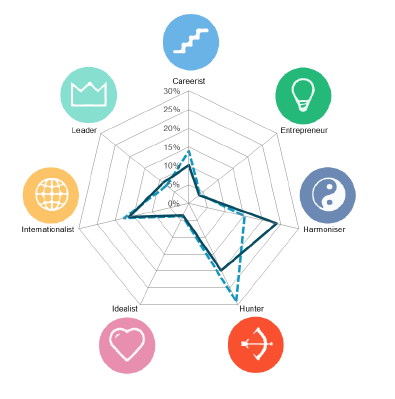 Careerist
30%
25%
Leader
Entrepreneur
20%
15%
10%
5%
0%
Internationalist
Harmoniser
Idealist
Hunter